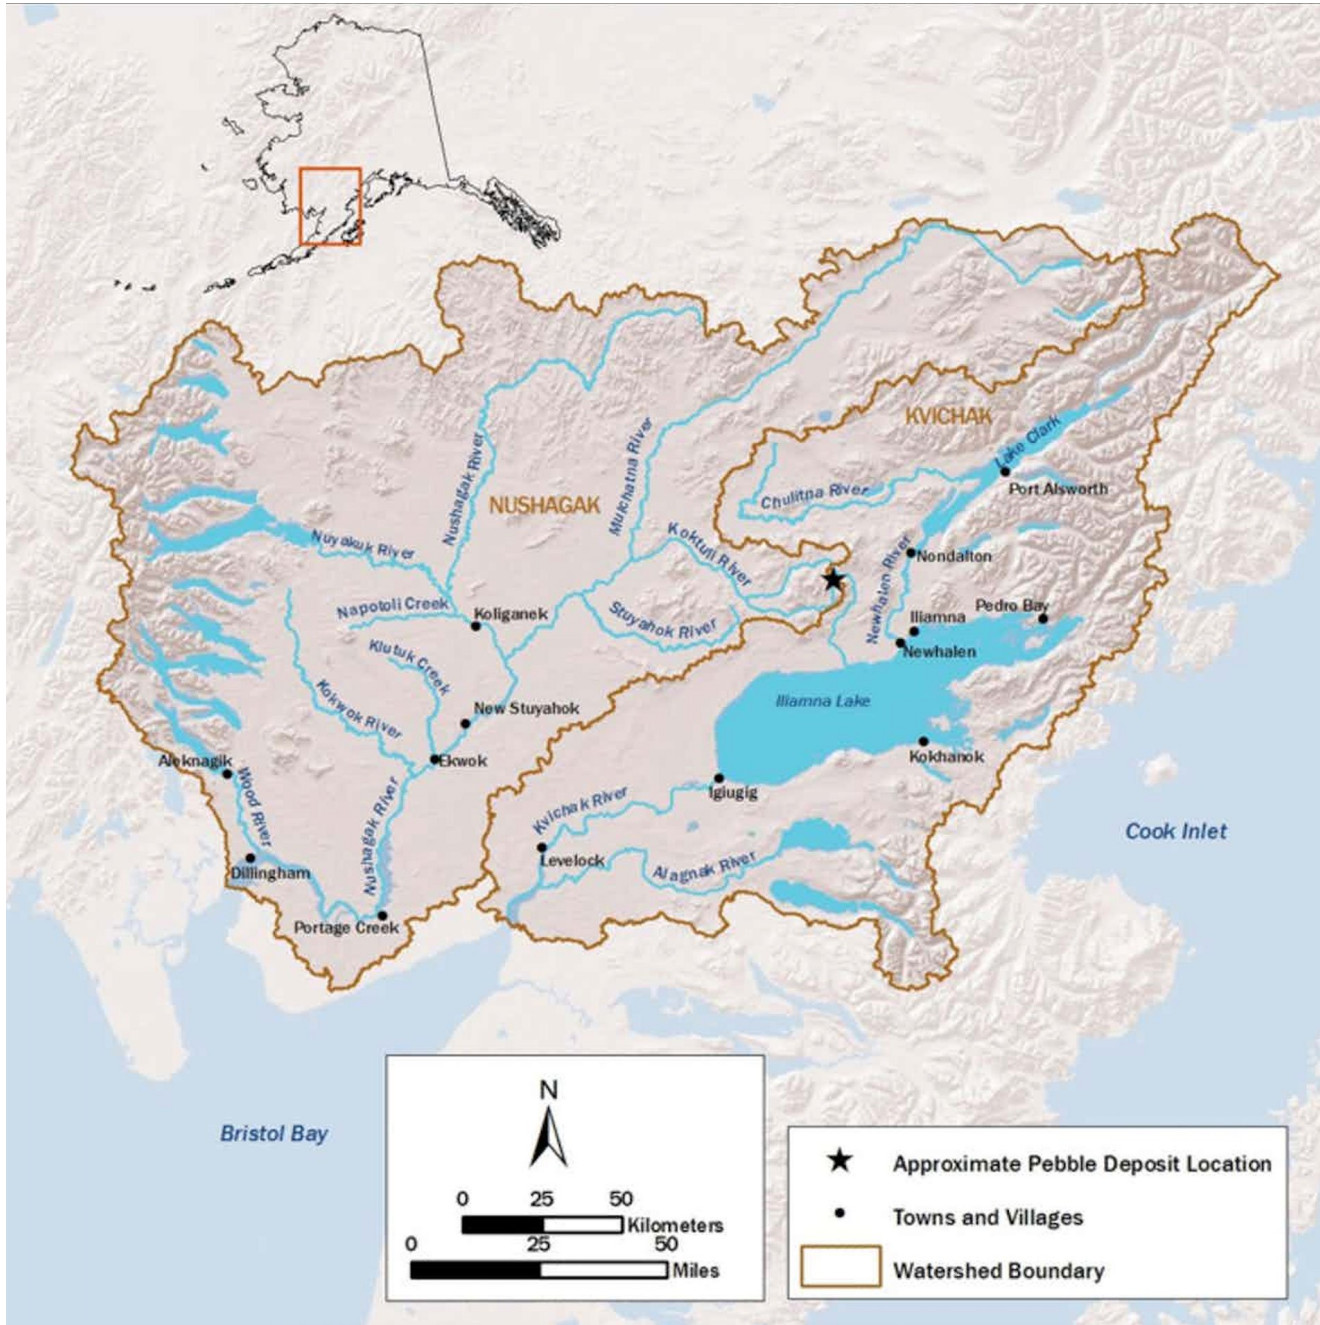 KVICHAK
Lake Clark
Port Alsworth
Chulitna River
NUSHAGAK
Nushagak River
Mulchatna River
Koktuli River
Nuyakuk River
Nondalton
Newhalen River
Napotoli Creek
Koliganek
Stuyahok River
Iliamna
Pedro Bay
Newhalen
Klutuk Creek
Kokwok River
New Stuyahok
Iliamna Lake
Aleknagik
Ekwok
Kokhanok
Wood River
Nushagak River
Igiugig
Kvichak River
Levelock
Alagnak River
Cook Inlet
Dillingham
Portage Creek
Bristol Bay
N
0 25 50
Kilometers
0 25 50
Miles
Approximate Pebble Deposit Location
Towns and Villages
Watershed Boundary